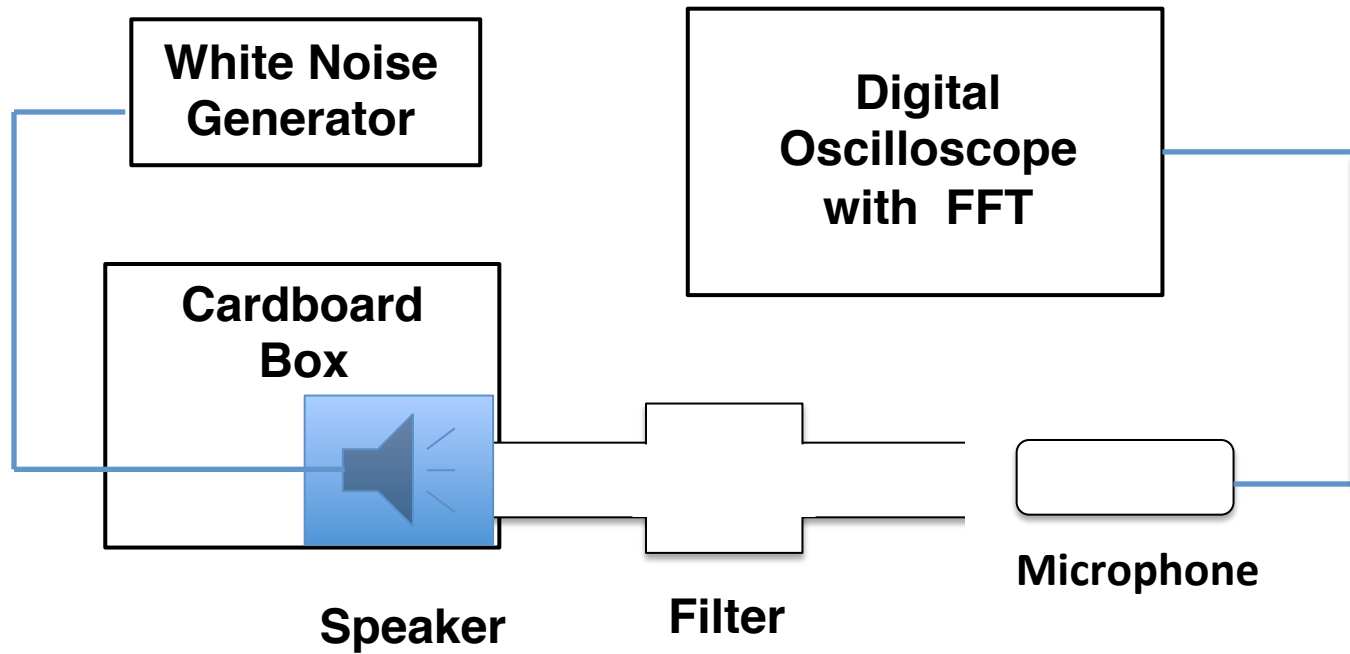 White Noise
Generator
Digital
Oscilloscope
with FFT
Cardboard
Box
Microphone
Filter
Speaker